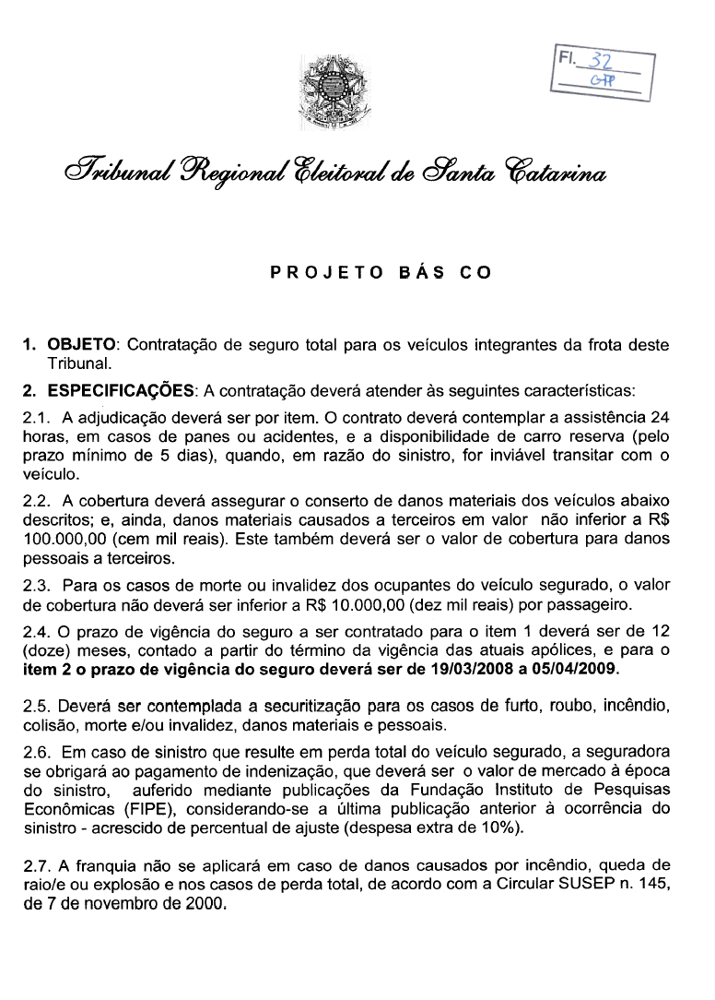 Fl. 32
GTP
Tribunal Regional Eleitoral de Santa Catarina
PROJETO BÁS CO
1. OBJETO: Contratação de seguro total para os veículos integrantes da frota deste
Tribunal.
2. ESPECIFICAÇÕES: A contratação deverá atender às seguintes características:
2.1. A adjudicação deverá ser por item. O contrato deverá contemplar a assistência 24
horas, em casos de panes ou acidentes, e a disponibilidade de carro reserva (pelo
prazo mínimo de 5 dias), quando, em razão do sinistro, for inviável transitar com o
veículo.
2.2. A cobertura deverá assegurar o conserto de danos materiais dos veículos abaixo
descritos; e, ainda, danos materiais causados a terceiros em valor não inferior a R$
100.000,00 (cem mil reais). Este também deverá ser o valor de cobertura para danos
pessoais a terceiros.
2.3. Para os casos de morte ou invalidez dos ocupantes do veículo segurado, o valor
de cobertura não deverá ser inferior a R$ 10.000,00 (dez mil reais) por passageiro.
2.4. O prazo de vigência do seguro a ser contratado para o item 1 deverá ser de 12
(doze) meses, contado a partir do término da vigência das atuais apólices, e para o
item 2 o prazo de vigência do seguro deverá ser de 19/03/2008 a 05/04/2009.
2.5. Deverá ser contemplada a securitização para os casos de furto, roubo, incêndio,
colisão, morte e/ou invalidez, danos materiais e pessoais.
2.6. Em caso de sinistro que resulte em perda total do veículo segurado, a seguradora
se obrigará ao pagamento de indenização, que deverá ser o valor de mercado à época
do sinistro, auferido mediante publicações da Fundação Instituto de Pesquisas
Econômicas (FIPE), considerando-se a última publicação anterior à ocorrência do
sinistro - acrescido de percentual de ajuste (despesa extra de 10%).
2.7. A franquia não se aplicará em caso de danos causados por incêndio, queda de
raio/e ou explosão e nos casos de perda total, de acordo com a Circular SUSEP n. 145,
de 7 de novembro de 2000.